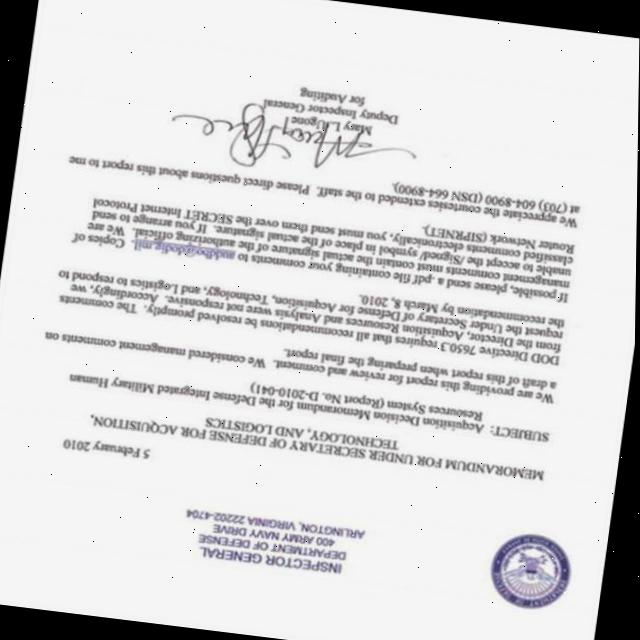 INSPECTOR GENERAL
DEPARTMENT OF DEFENSE
400 ARMY NAVY DRIVE
ARLINGTON, VIRGINIA 22202-4704
5 February 2010
MEMORANDUM FOR UNDER SECRETARY OF DEFENSE FOR ACQUISITION,
TECHNOLOGY, AND LOGISTICS
SUBJECT: Acquisition Decision Memorandum for the Defense Integrated Military Human
Resources System (Report No. D-2010-041)
We are providing this report for review and comment. We considered management comments on
a draft of this report when preparing the final report.
DOD Directive 7650.3 requires that all recommendations be resolved promptly. The comments
from the Director, Acquisition Resources and Analysis were not responsive. Accordingly, we
request the Under Secretary of Defense for Acquisition, Technology, and Logistics to respond to
the recommendation by March 8, 2010.
If possible, please send a .pdf file containing your comments to auddbo@dodig.mil. Copies of
management comments must contain the actual signature of the authorizing official. We are
unable to accept the /Signed/ symbol in place of the actual signature. If you arrange to send
classified comments electronically, you must send them over the SECRET Internet Protocol
Router Network (SIPRNET).
We appreciate the courtesies extended to the staff. Please direct questions about this report to me
at (703) 604-8900 (DSN 664-8900).
Mary L. Ugone
Deputy Inspector General
for Auditing